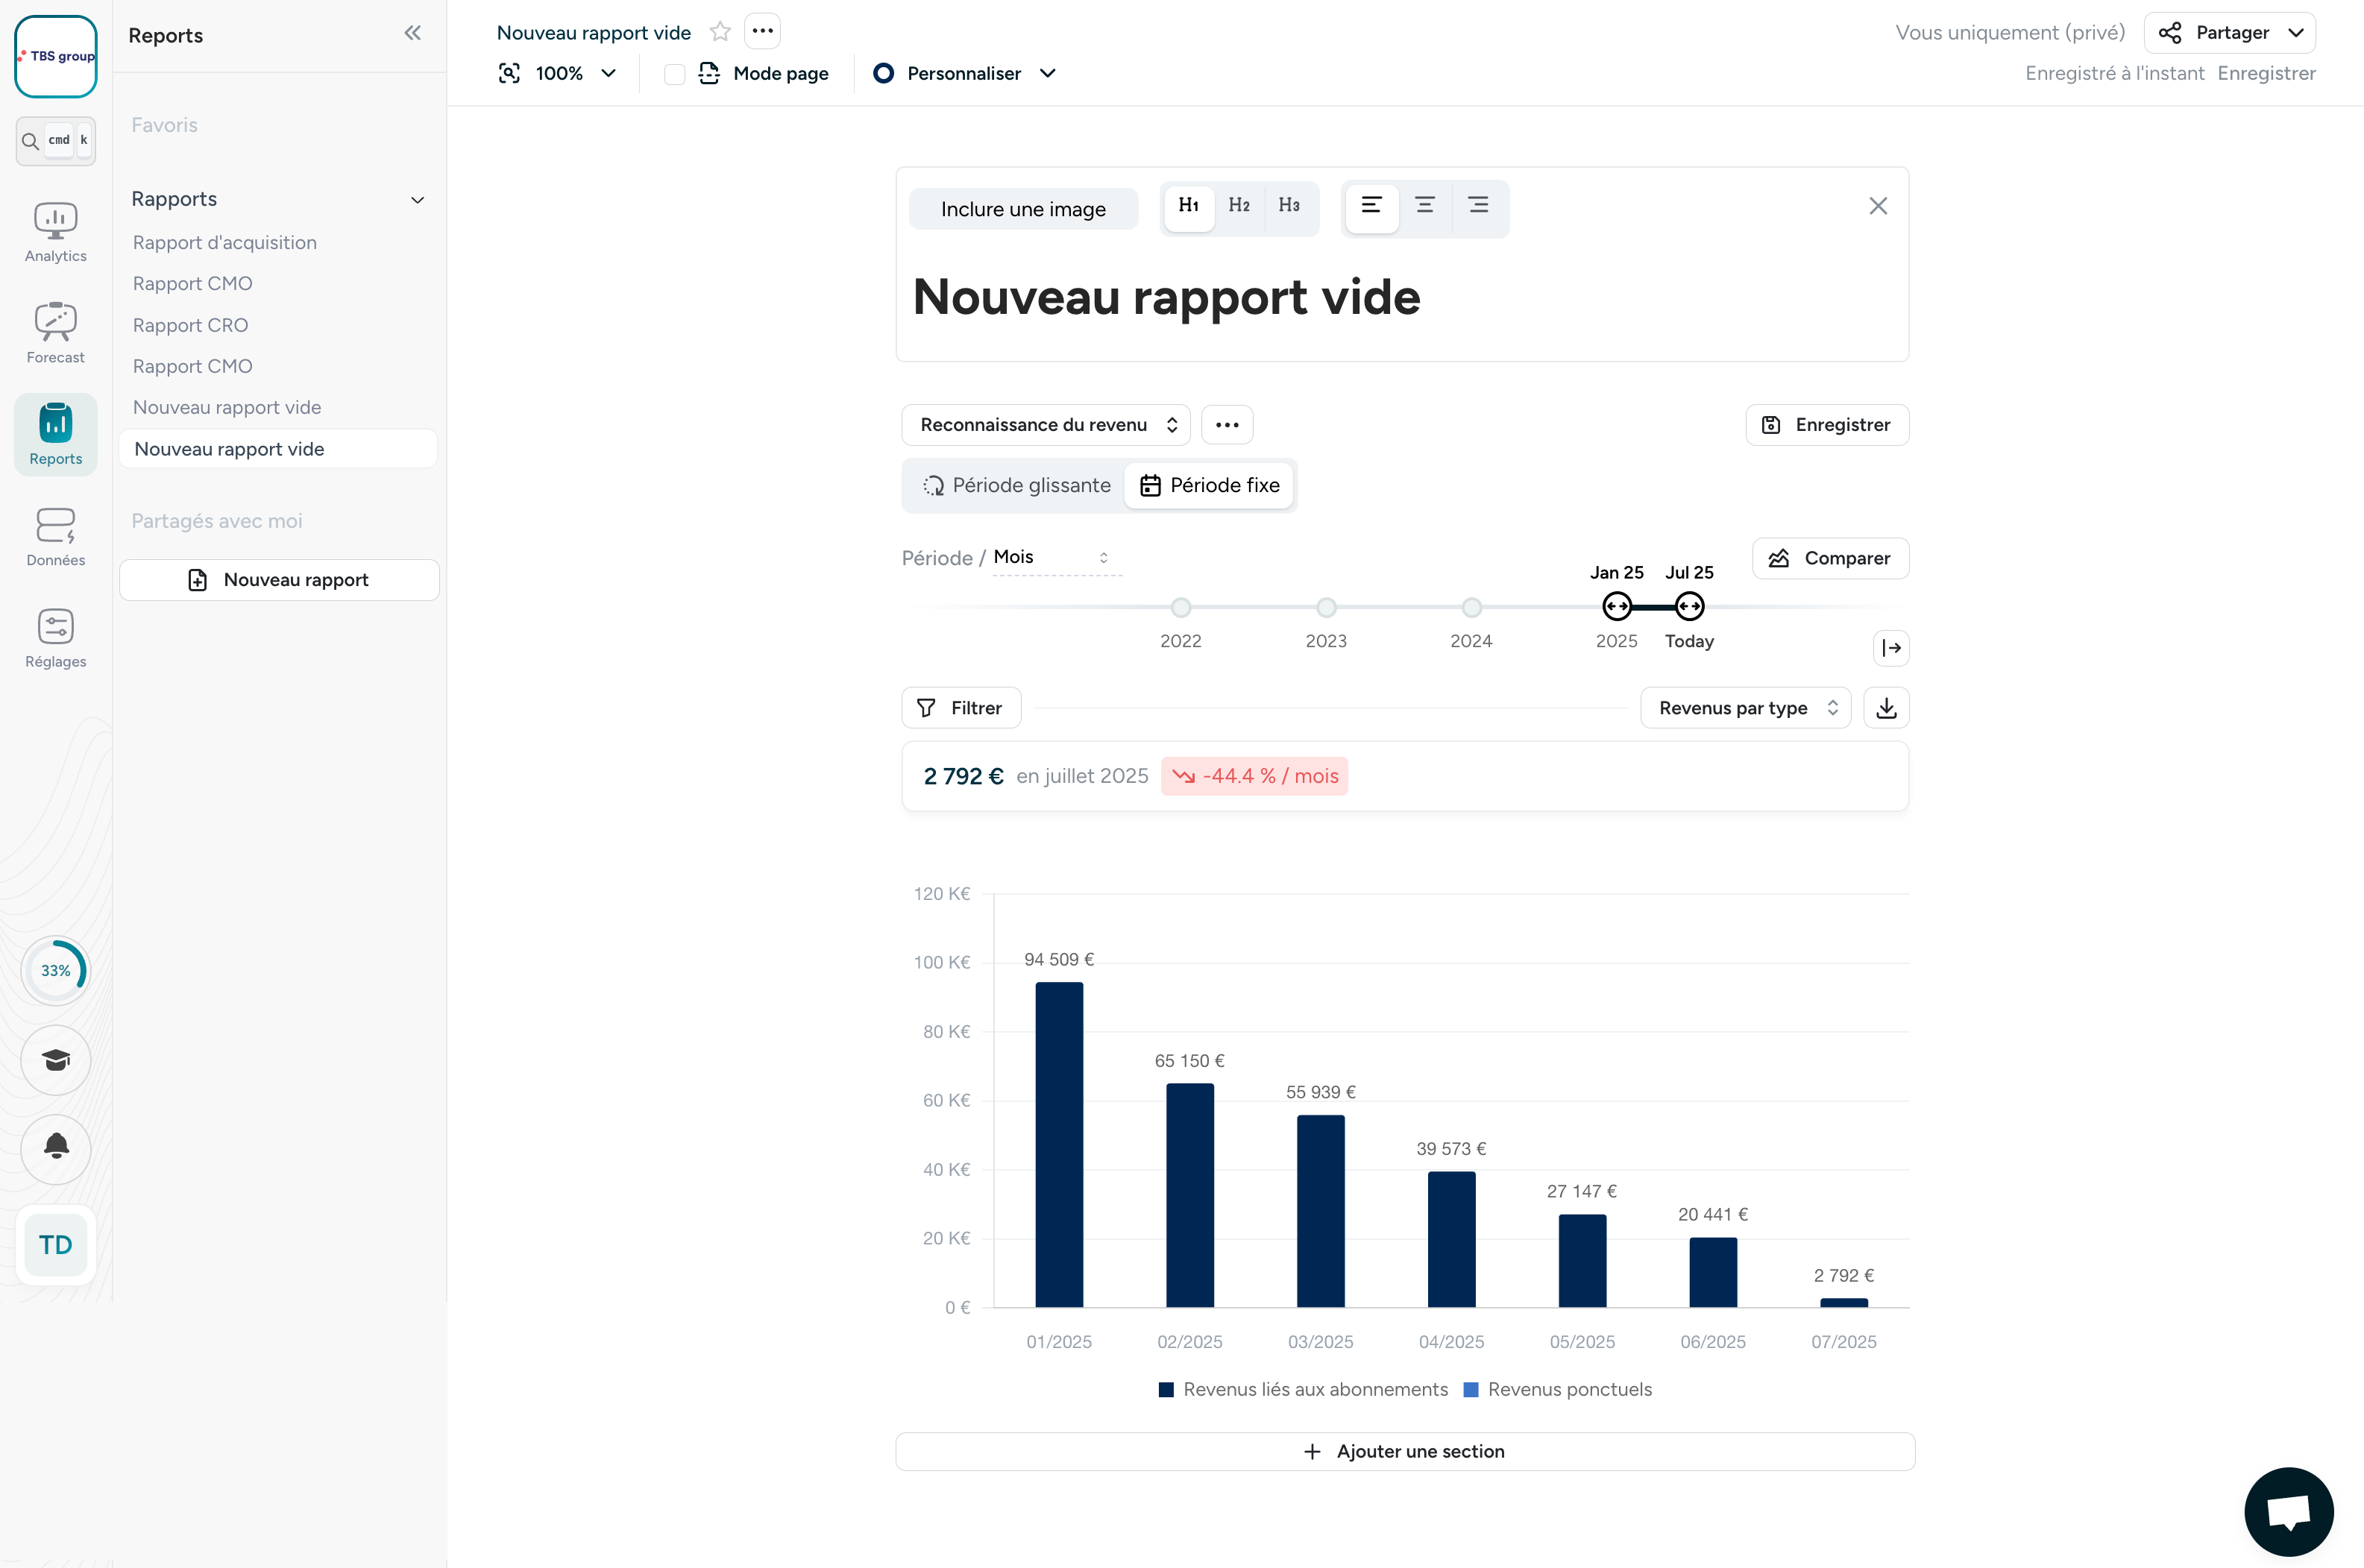 TBS group
cmd k
Analytics
Forecast
Reports
Données
Réglages
33%
TD
Reports
Favoris
Rapports
Rapport d'acquisition
Rapport CMO
Rapport CRO
Rapport CMO
Nouveau rapport vide
Nouveau rapport vide
Partagés avec moi
Nouveau rapport
Nouveau rapport vide
Vous uniquement (privé)
Partager
100%
Mode page
Personnaliser
Enregistré à l'instant Enregistrer
Inclure une image
H1 H2 H3
Nouveau rapport vide
Reconnaissance du revenu
Enregistrer
Période glissante
Période fixe
Période / Mois
Comparer
Jan 25 Jul 25
2022 2023 2024 2025 Today
Filtrer
Revenus par type
2 792 € en juillet 2025 -44.4 % / mois
120 K€
100 K€
80 K€
60 K€
40 K€
20 K€
0 €
94 509 €
65 150 €
55 939 €
39 573 €
27 147 €
20 441 €
2 792 €
01/2025 02/2025 03/2025 04/2025 05/2025 06/2025 07/2025
Revenus liés aux abonnements Revenus ponctuels
Ajouter une section